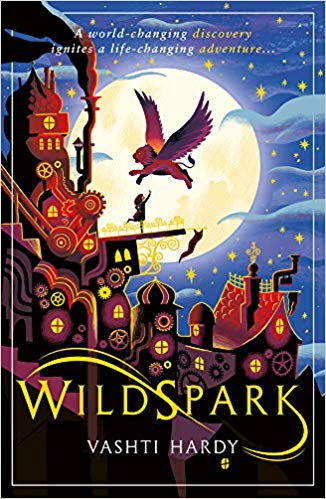 A world-changing discovery
ignites a life-changing adventure...
WILDSPARK
VASHTI HARDY